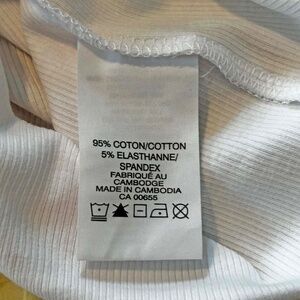 95% COTON/COTTON
5% ELASTHANNE/
SPANDEX
FABRIQUÉ AU
CAMBODGE
MADE IN CAMBODIA
CA 00655